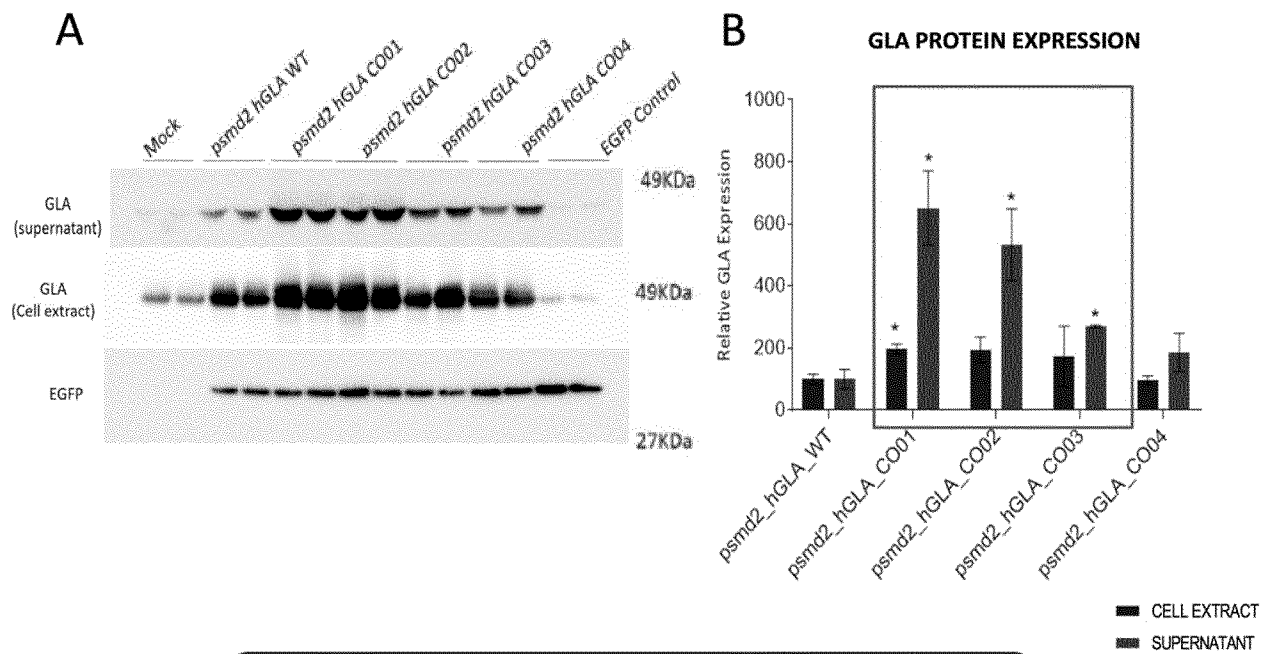 A
Mock
psmd2 hGLA WT
psmd2 hGLA CO01
psmd2 hGLA CO02
psmd2 hGLA CO03
psmd2 hGLA CO04
EGFP Control
GLA
(supernatant)
49KDa
GLA
(Cell extract)
49KDa
EGFP
27KDa
B
GLA PROTEIN EXPRESSION
Relative GLA Expression
1000
800
600
400
200
0
*
*
*
*
psmd2_hGLA_WT
psmd2_hGLA_CO01
psmd2_hGLA_CO02
psmd2_hGLA_CO03
psmd2_hGLA_CO04
CELL EXTRACT
SUPERNATANT